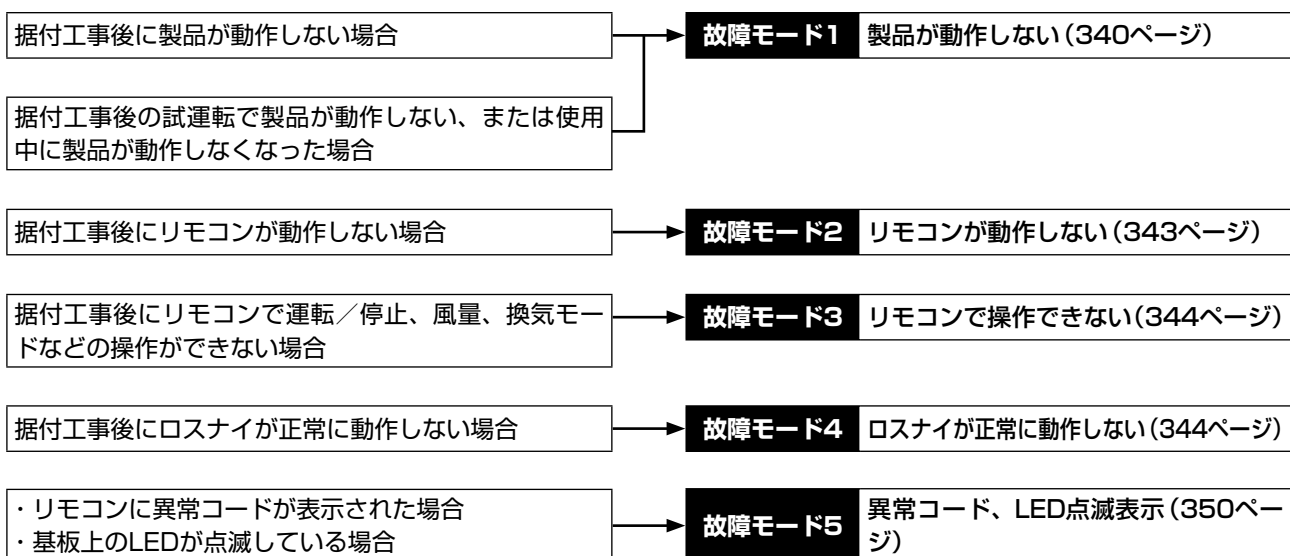 据付工事後に製品が動作しない場合
故障モード1 製品が動作しない(340ページ)
据付工事後の試運転で製品が動作しない、または使用
中に製品が動作しなくなった場合
据付工事後にリモコンが動作しない場合
故障モード2 リモコンが動作しない(343ページ)
据付工事後にリモコンで運転／停止、風量、換気モー
ドなどの操作ができない場合
故障モード3 リモコンで操作できない(344ページ)
据付工事後にロスナイが正常に動作しない場合
故障モード4 ロスナイが正常に動作しない(344ページ)
・リモコンに異常コードが表示された場合
・基板上のLEDが点滅している場合
故障モード5 異常コード、LED点滅表示(350ペー
ジ)